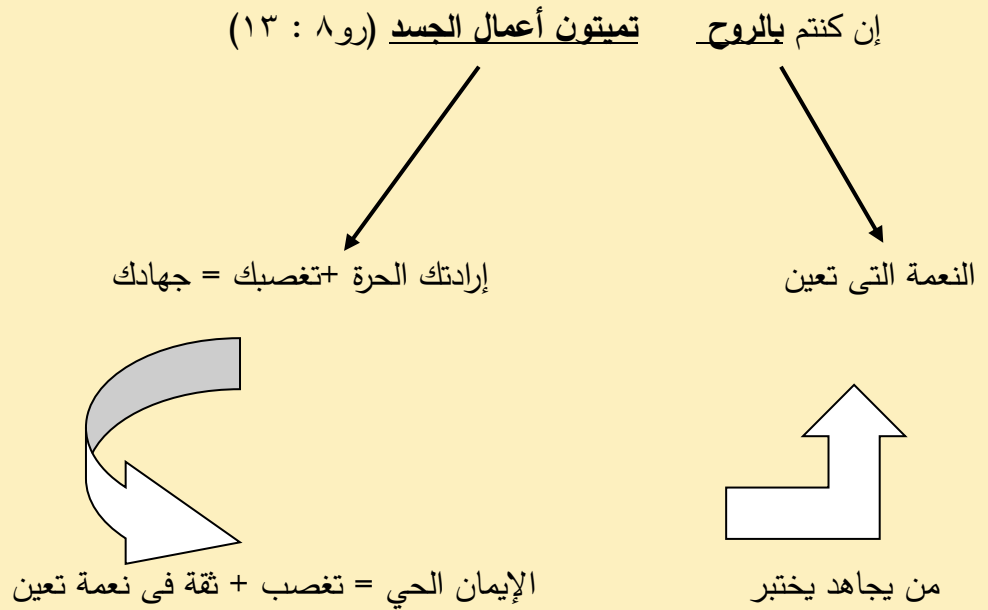 إن كنتم بالروح تميتون أعمال الجسد (رو٨ : ١٣)
النعمة التى تعين
إرادتك الحرة +تغصبك = جهادك
من يجاهد يختبر
الإيمان الحي = تغصب + ثقة فى نعمة تعين